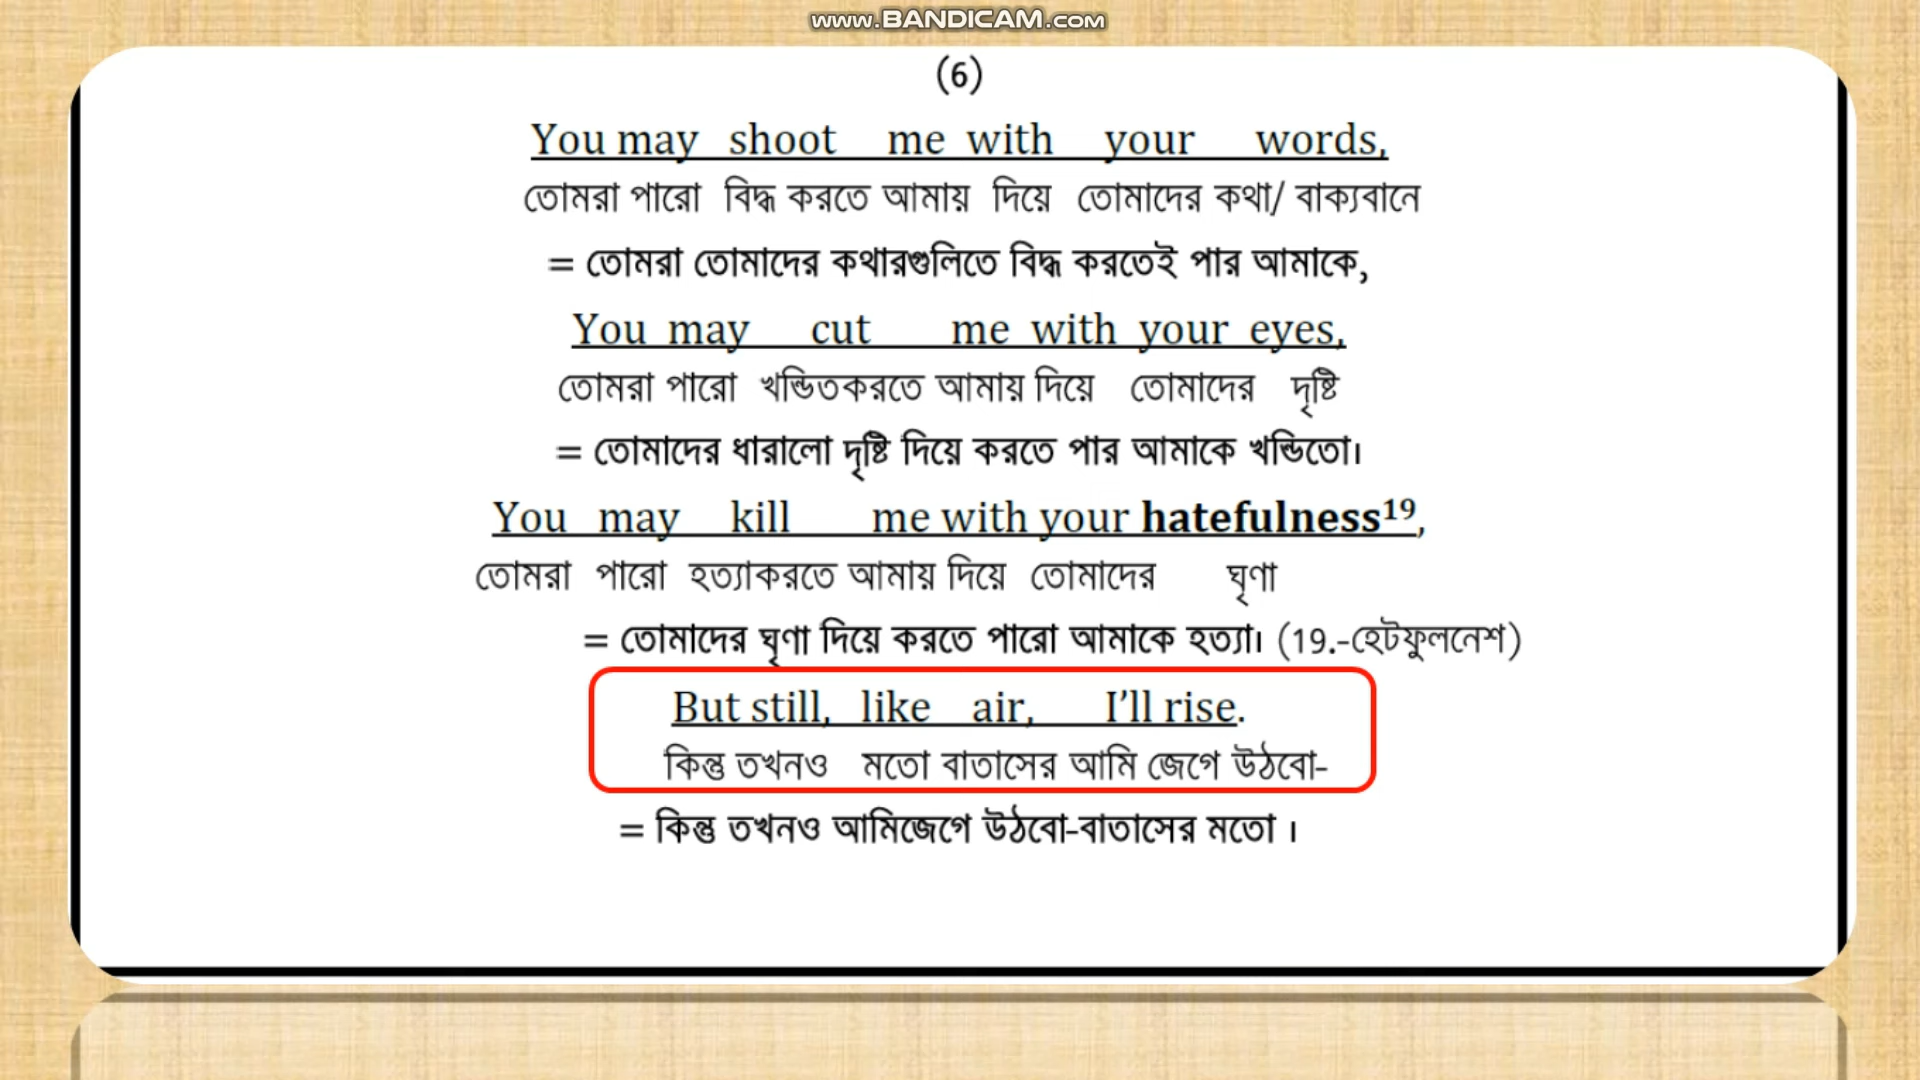 www.BANDICAM.com
(6)
You may shoot me with your words,
তোমরা পারো বিদ্ধ করতে আমায় দিয়ে তোমাদের কথা/ বাক্যবানে
= তোমরা তোমাদের কথারগুলিতে বিদ্ধ করতেই পার আমাকে,
You may cut me with your eyes,
তোমরা পারো খন্ডিতকরতে আমায় দিয়ে তোমাদের দৃষ্টি
= তোমাদের ধারালো দৃষ্টি দিয়ে করতে পার আমাকে খন্ডিতো।
You may kill me with your hatefulness¹⁹,
তোমরা পারো হত্যাকরতে আমায় দিয়ে তোমাদের ঘৃণা
= তোমাদের ঘৃণা দিয়ে করতে পারো আমাকে হত্যা। (19.-হেটফুলনেশ)
But still, like air, I’ll rise.
কিন্তু তখনও মতো বাতাসের আমি জেগে উঠবো-
= কিন্তু তখনও আমিজেগে উঠবো-বাতাসের মতো ।